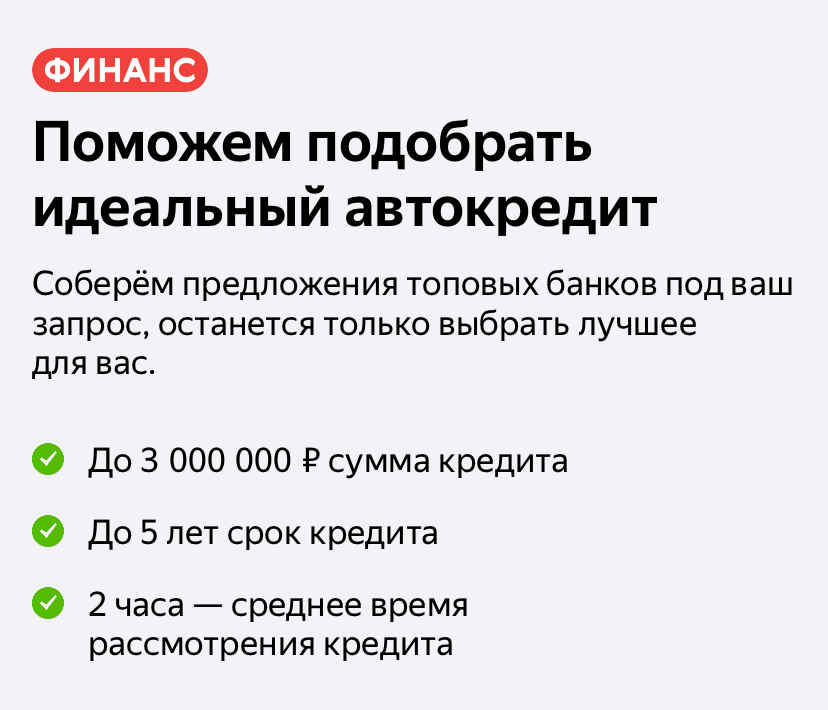 ФИНАНС
Поможем подобрать
идеальный автокредит
Соберём предложения топовых банков под ваш
запрос, останется только выбрать лучшее
для вас.
До 3 000 000 ₽ сумма кредита
До 5 лет срок кредита
2 часа — среднее время
рассмотрения кредита